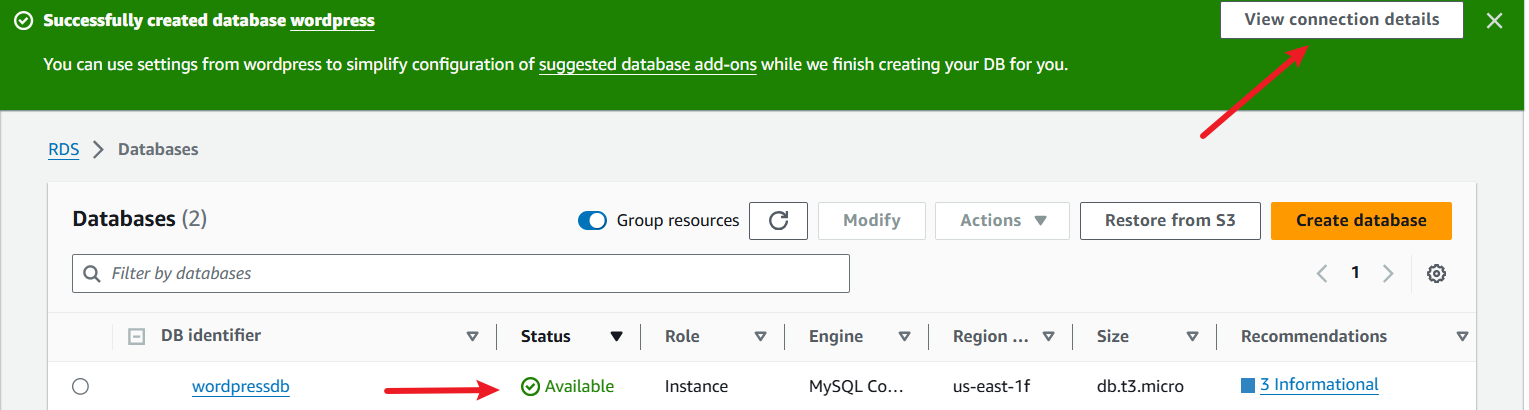 Successfully created database wordpress
View connection details
You can use settings from wordpress to simplify configuration of suggested database add-ons while we finish creating your DB for you.
RDS > Databases
Databases (2)
Group resources
Modify
Actions
Restore from S3
Create database
Filter by databases
1
DB identifier Status Role Engine Region ... Size Recommendations
wordpressdb Available Instance MySQL Co... us-east-1f db.t3.micro 3 Informational